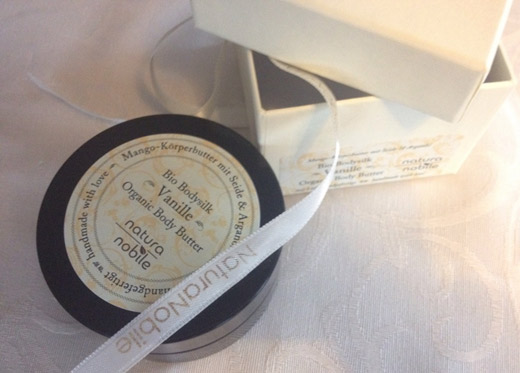 Mango-Körperbutter mit Seide & Argan
handgefertigt
handmade with love
Bio Bodysilk
Vanille
Organic Body Butter
natura
nobile
NaturaNobile
Bio Bodysilk
Vanille
Organic Body Butter
natura
nobile